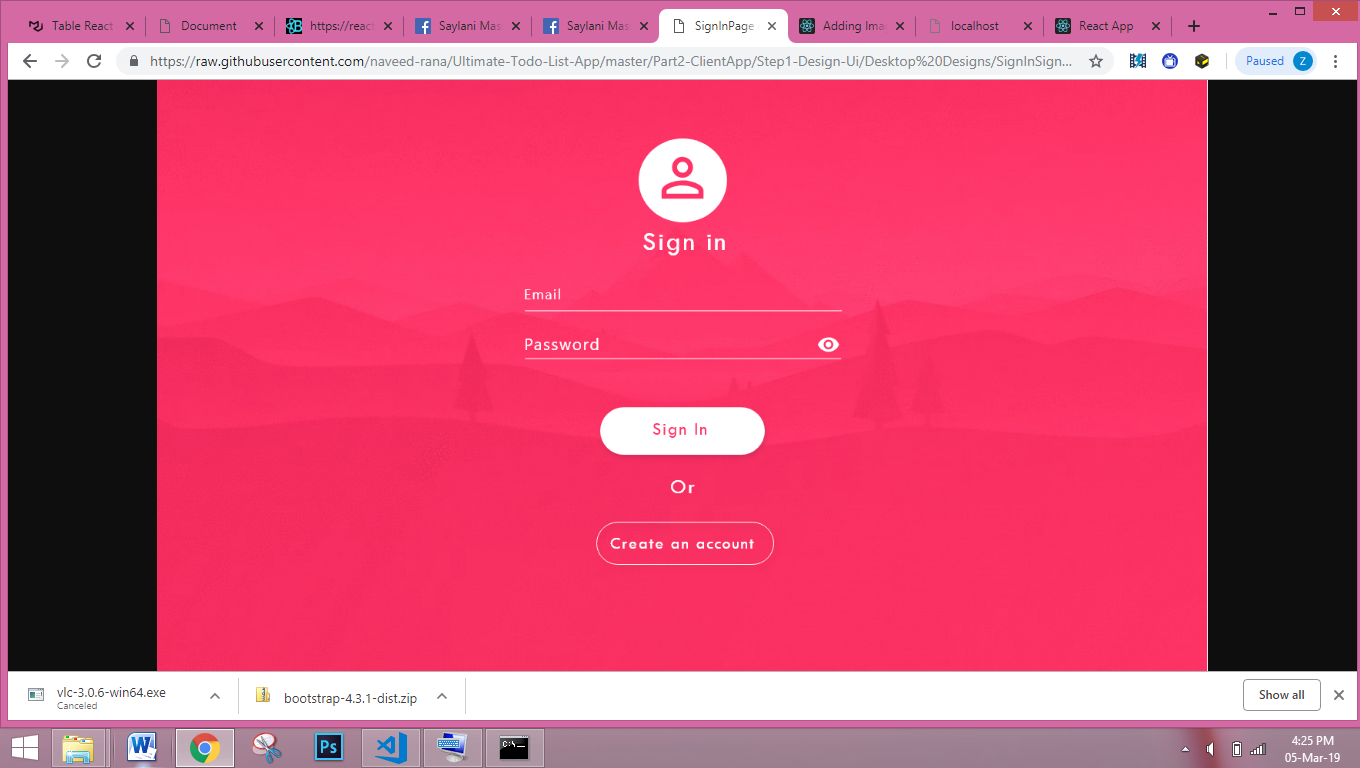 Table React
Document
https://react
Saylani Mas
Saylani Mas
SignInPage
Adding Ima
localhost
React App
https://raw.githubusercontent.com/naveed-rana/Ultimate-Todo-List-App/master/Part2-ClientApp/Step1-Design-Ui/Desktop%20Designs/SignInSign...
Paused
Z
Sign in
Email
Password
Sign In
Or
Create an account
vlc-3.0.6-win64.exe
Canceled
bootstrap-4.3.1-dist.zip
Show all
W
Ps
C:\
4:25 PM
05-Mar-19